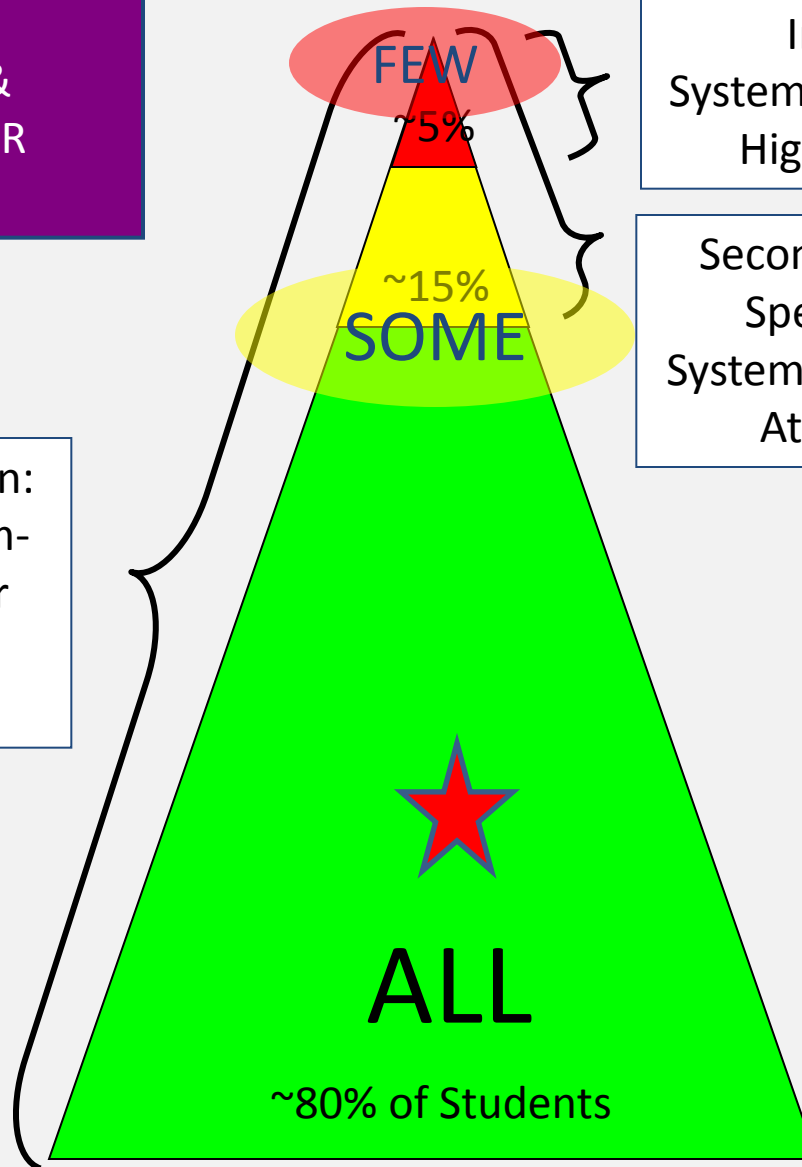 &
R
FEW
~5%
In
System
Hig
~15%
SOME
Secon
Spe
System
At
n:
n-
r
ALL
~80% of Students